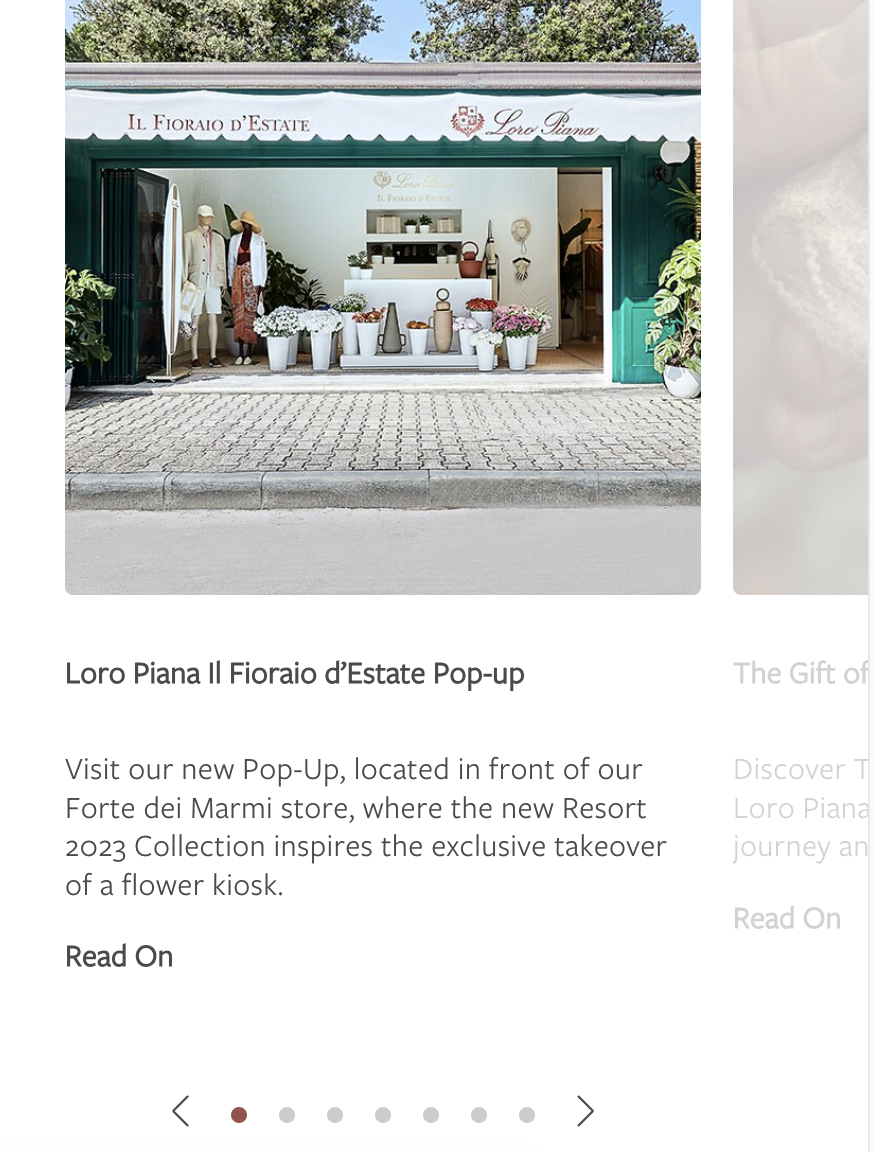 IL FIORAIO D'ESTATE
Loro Piana
Loro Piana
IL FIORAIO D'ESTATE
Loro Piana Il Fioraio d’Estate Pop-up
Visit our new Pop-Up, located in front of our
Forte dei Marmi store, where the new Resort
2023 Collection inspires the exclusive takeover
of a flower kiosk.
Read On
The Gift of
Discover T
Loro Piana
journey an
Read On